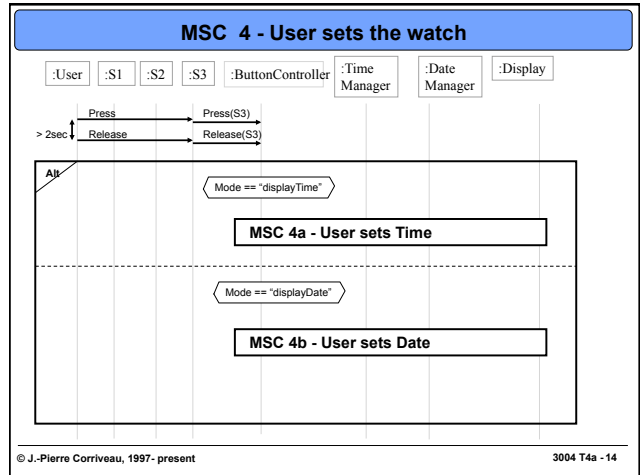 MSC 4 - User sets the watch
:User :S1 :S2 :S3 :ButtonController :Time Manager :Date Manager :Display
Press Press(S3)
> 2sec Release Release(S3)
Alt
Mode == “displayTime”
MSC 4a - User sets Time
Mode == “displayDate”
MSC 4b - User sets Date
© J.-Pierre Corriveau, 1997- present 3004 T4a - 14